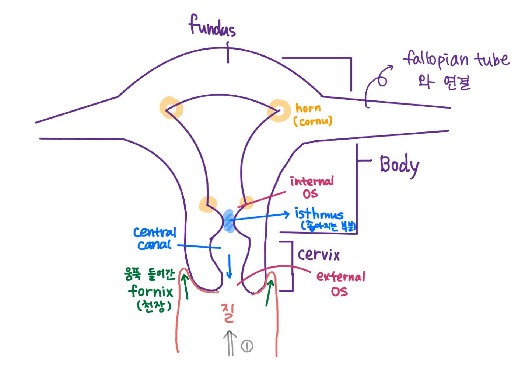 fundus
fallopian tube
와 연결
horn
(cornu)
Body
internal
OS
isthmus
(좁아지는 부분)
central
canal
cervix
움푹 들어간
fornix
(천장)
external
OS
질
①